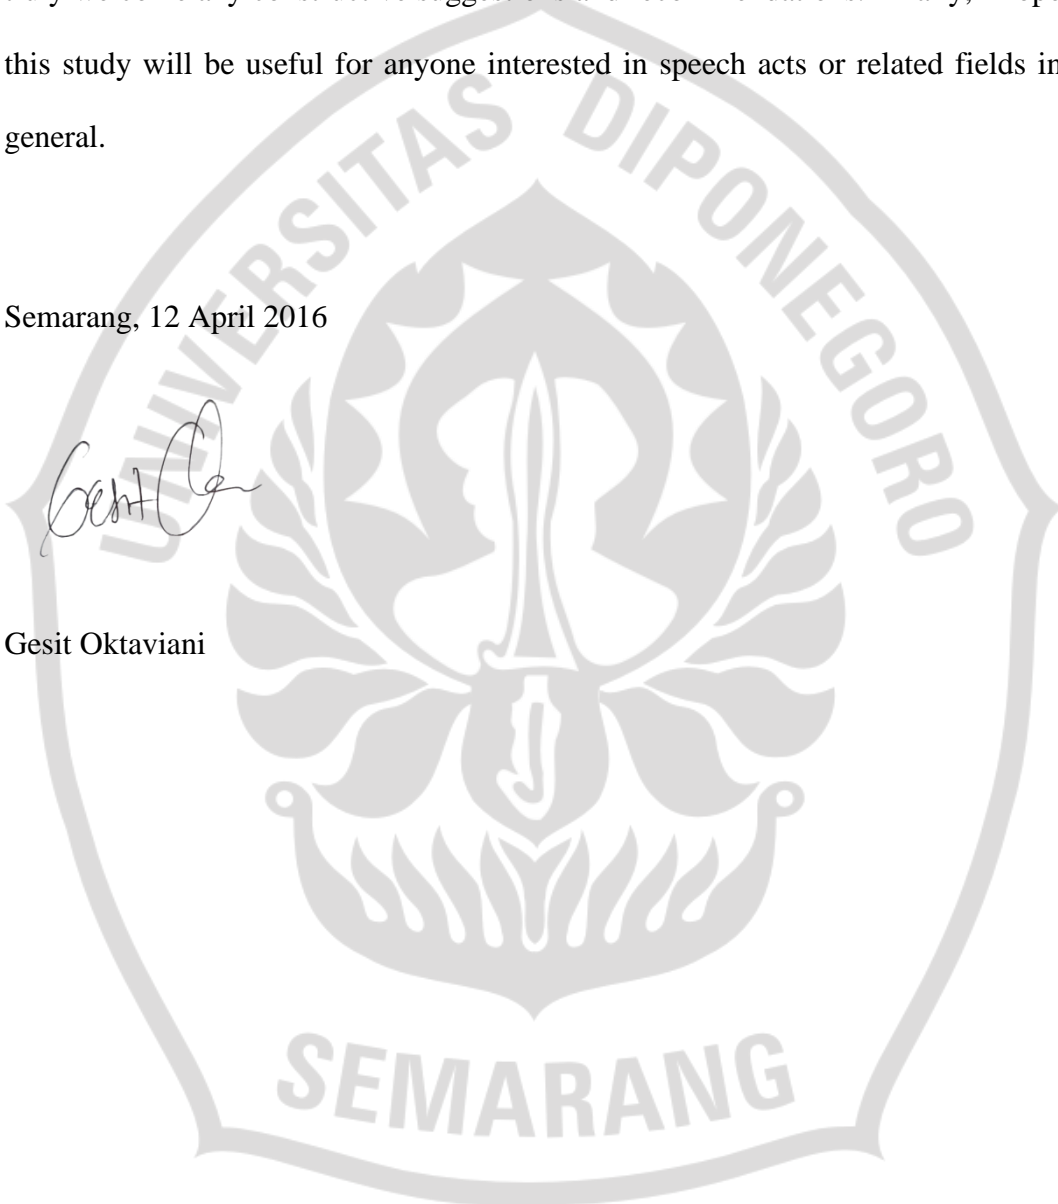 this study will be useful for anyone interested in speech acts or related fields in
general.
UNIVERSITAS DIPONEGORO
Semarang, 12 April 2016
Gesit Oktaviani
SEMARANG